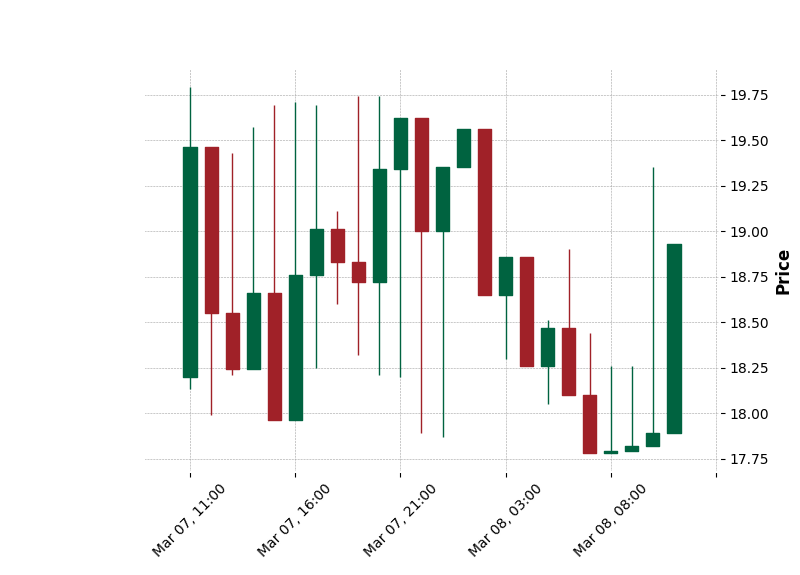 19.75
19.50
19.25
19.00
18.75
18.50
18.25
18.00
17.75
Price
Mar 07, 11:00
Mar 07, 16:00
Mar 07, 21:00
Mar 08, 03:00
Mar 08, 08:00